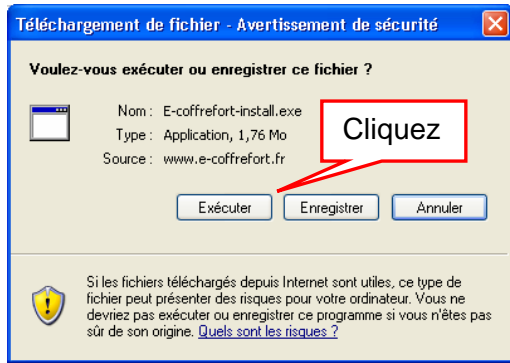 Téléchargement de fichier - Avertissement de sécurité
Voulez-vous exécuter ou enregistrer ce fichier ?
Nom : E-coffrefort-install.exe
Type : Application, 1,76 Mo
Source : www.e-coffrefort.fr
Cliquez
Exécuter Enregistrer Annuler
Si les fichiers téléchargés depuis Internet sont utiles, ce type de
fichier peut présenter des risques pour votre ordinateur. Vous ne
devriez pas exécuter ou enregistrer ce programme si vous n'êtes pas
sûr de son origine. Quels sont les risques ?